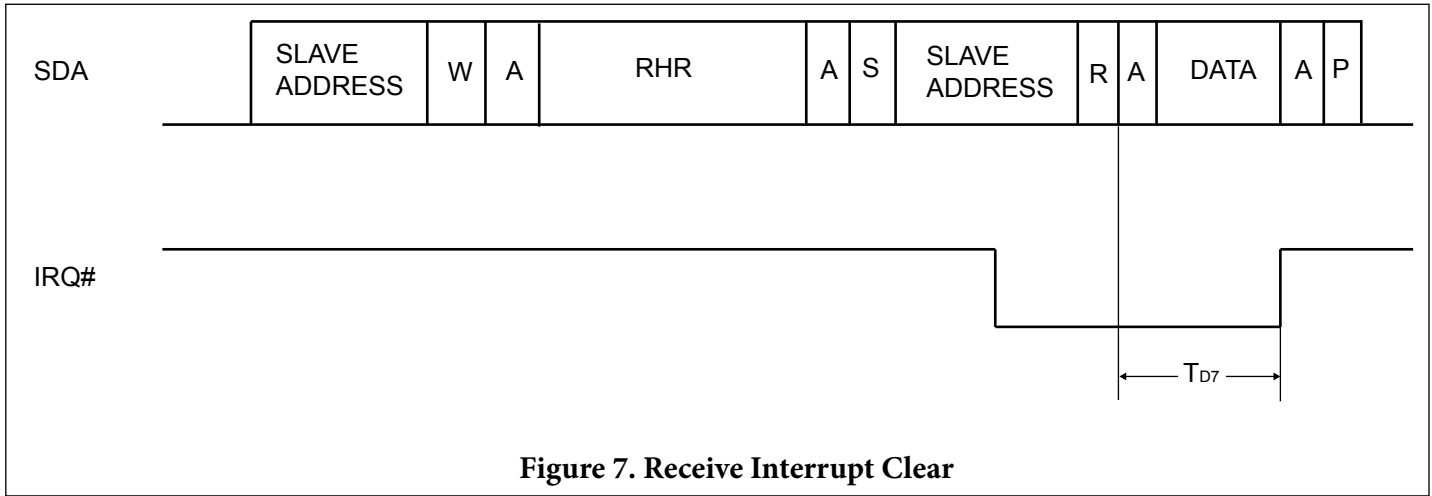 SDA
SLAVE
ADDRESS
W
A
RHR
A
S
SLAVE
ADDRESS
R
A
DATA
A
P
IRQ#
TD7
Figure 7. Receive Interrupt Clear